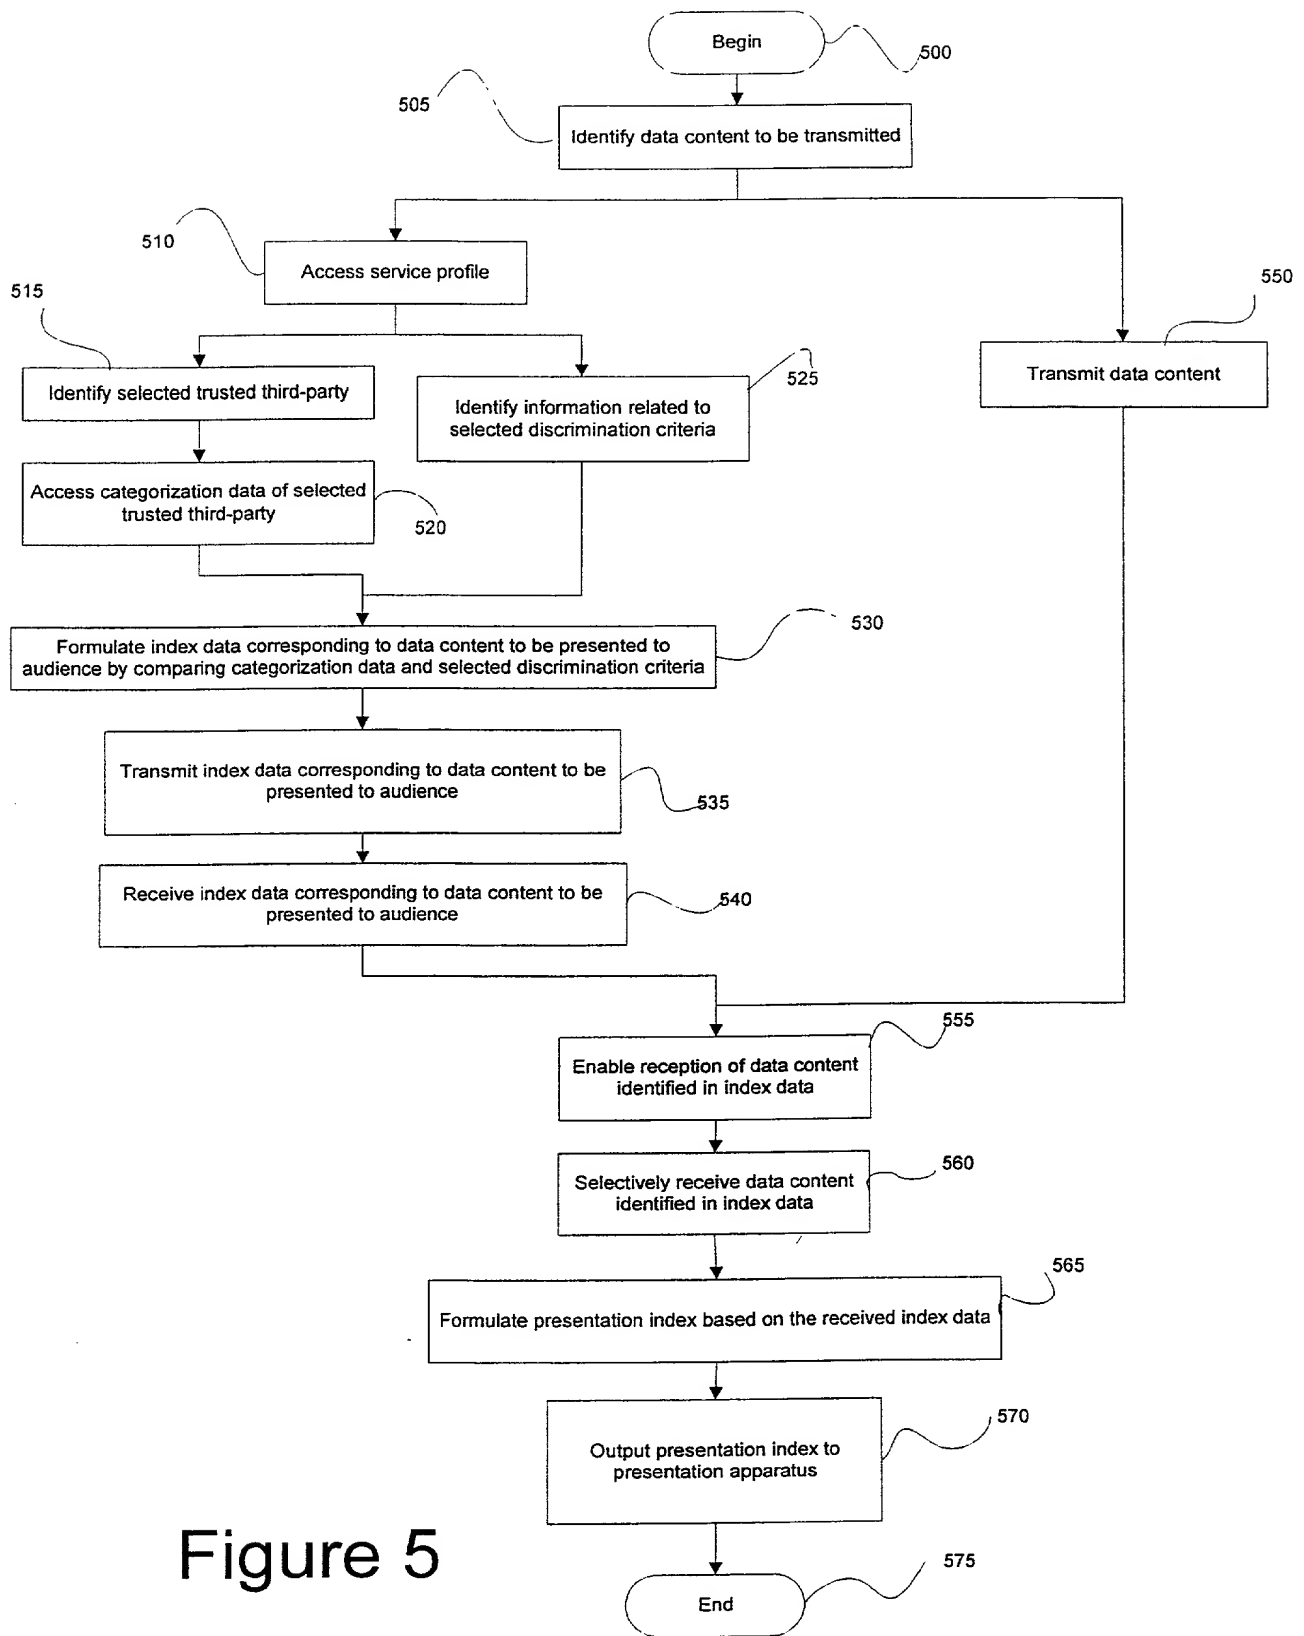 Begin
500
505
Identify data content to be transmitted
510
Access service profile
515
550
Identify selected trusted third-party
525
Identify information related to
selected discrimination criteria
Transmit data content
Access categorization data of selected
trusted third-party
520
530
Formulate index data corresponding to data content to be presented to
audience by comparing categorization data and selected discrimination criteria
Transmit index data corresponding to data content to be
presented to audience
535
Receive index data corresponding to data content to be
presented to audience
540
555
Enable reception of data content
identified in index data
560
Selectively receive data content
identified in index data
565
Formulate presentation index based on the received index data
570
Output presentation index to
presentation apparatus
Figure 5
575
End